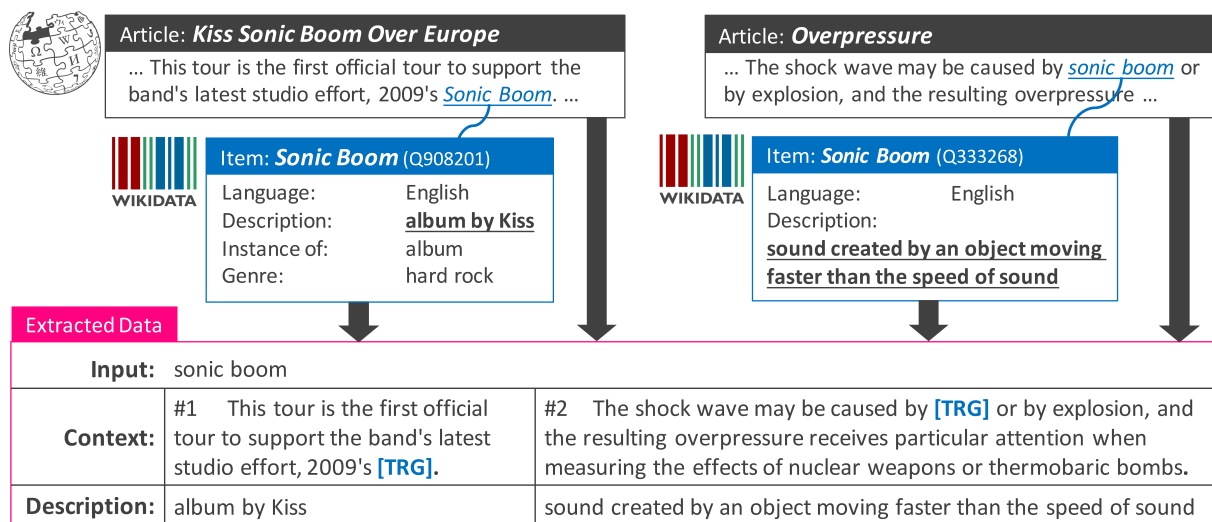 Article: Kiss Sonic Boom Over Europe
... This tour is the first official tour to support the
band's latest studio effort, 2009's Sonic Boom. ...
Article: Overpressure
... The shock wave may be caused by sonic boom or
by explosion, and the resulting overpressure ...
WIKIDATA
Item: Sonic Boom (Q908201)
Language: English
Description: album by Kiss
Instance of: album
Genre: hard rock
WIKIDATA
Item: Sonic Boom (Q333268)
Language: English
Description:
sound created by an object moving
faster than the speed of sound
Extracted Data
Input: sonic boom
Context:
#1 This tour is the first official
tour to support the band's latest
studio effort, 2009's [TRG].
#2 The shock wave may be caused by [TRG] or by explosion, and
the resulting overpressure receives particular attention when
measuring the effects of nuclear weapons or thermobaric bombs.
Description: album by Kiss
sound created by an object moving faster than the speed of sound